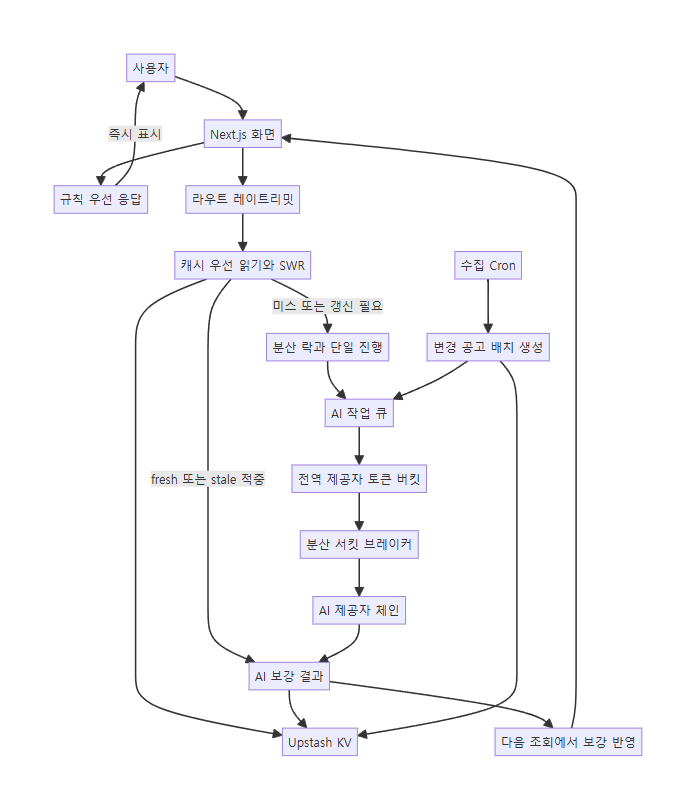 사용자
즉시 표시
Next.js 화면
규칙 우선 응답
라우트 레이트리밋
캐시 우선 읽기와 SWR
수집 Cron
미스 또는 갱신 필요
분산 락과 단일 진행
변경 공고 배치 생성
AI 작업 큐
fresh 또는 stale 적중
전역 제공자 토큰 버킷
분산 서킷 브레이커
AI 제공자 체인
AI 보강 결과
Upstash KV
다음 조회에서 보강 반영